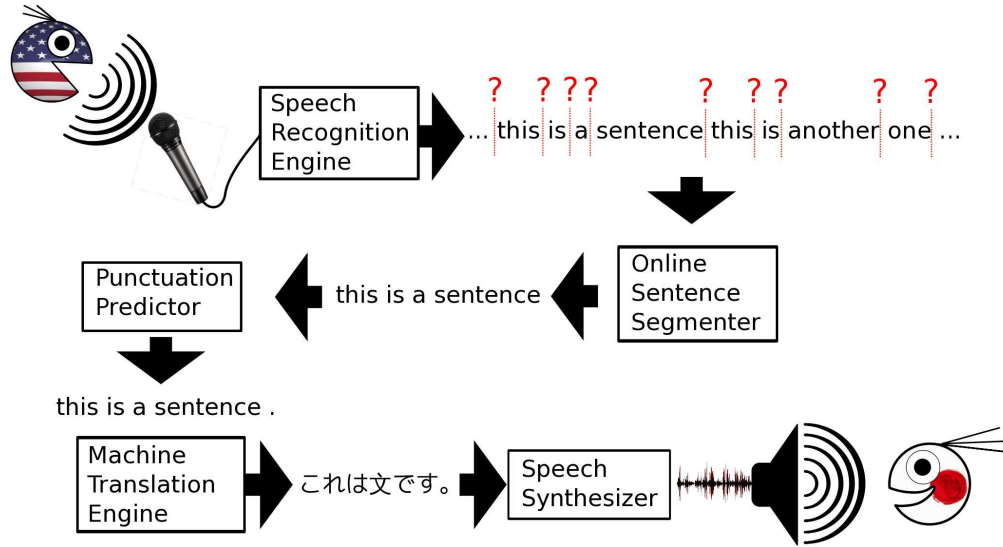 Speech
Recognition
Engine
? ? ? ? ? ? ? ? ?
... this is a sentence this is another one ...
Online
Sentence
Segmenter
this is a sentence
Punctuation
Predictor
this is a sentence .
Machine
Translation
Engine
これは文です。
Speech
Synthesizer